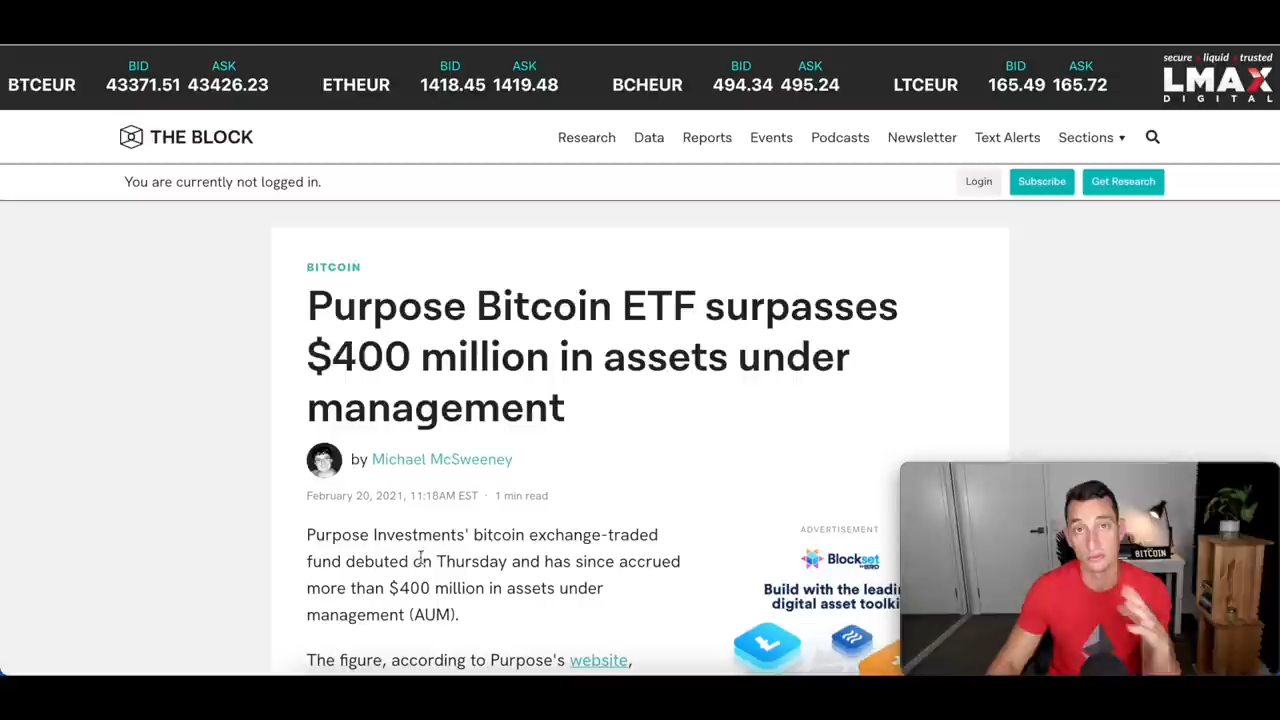 BID ASK BID ASK BID ASK BID ASK
BTCEUR 43371.51 43426.23 ETHEUR 1418.45 1419.48 BCHEUR 494.34 495.24 LTCEUR 165.49 165.72
secure liquid trusted
LMAX
DIGITAL
THE BLOCK Research Data Reports Events Podcasts Newsletter Text Alerts Sections
You are currently not logged in. Login Subscribe Get Research
BITCOIN
Purpose Bitcoin ETF surpasses
$400 million in assets under
management
by Michael McSweeney
February 20, 2021, 11:18AM EST · 1 min read
Purpose Investments' bitcoin exchange-traded
fund debuted on Thursday and has since accrued
more than $400 million in assets under
management (AUM).
The figure, according to Purpose's website,
ADVERTISEMENT
Blockset
Build with the leadi
digital asset toolki
BITCOIN